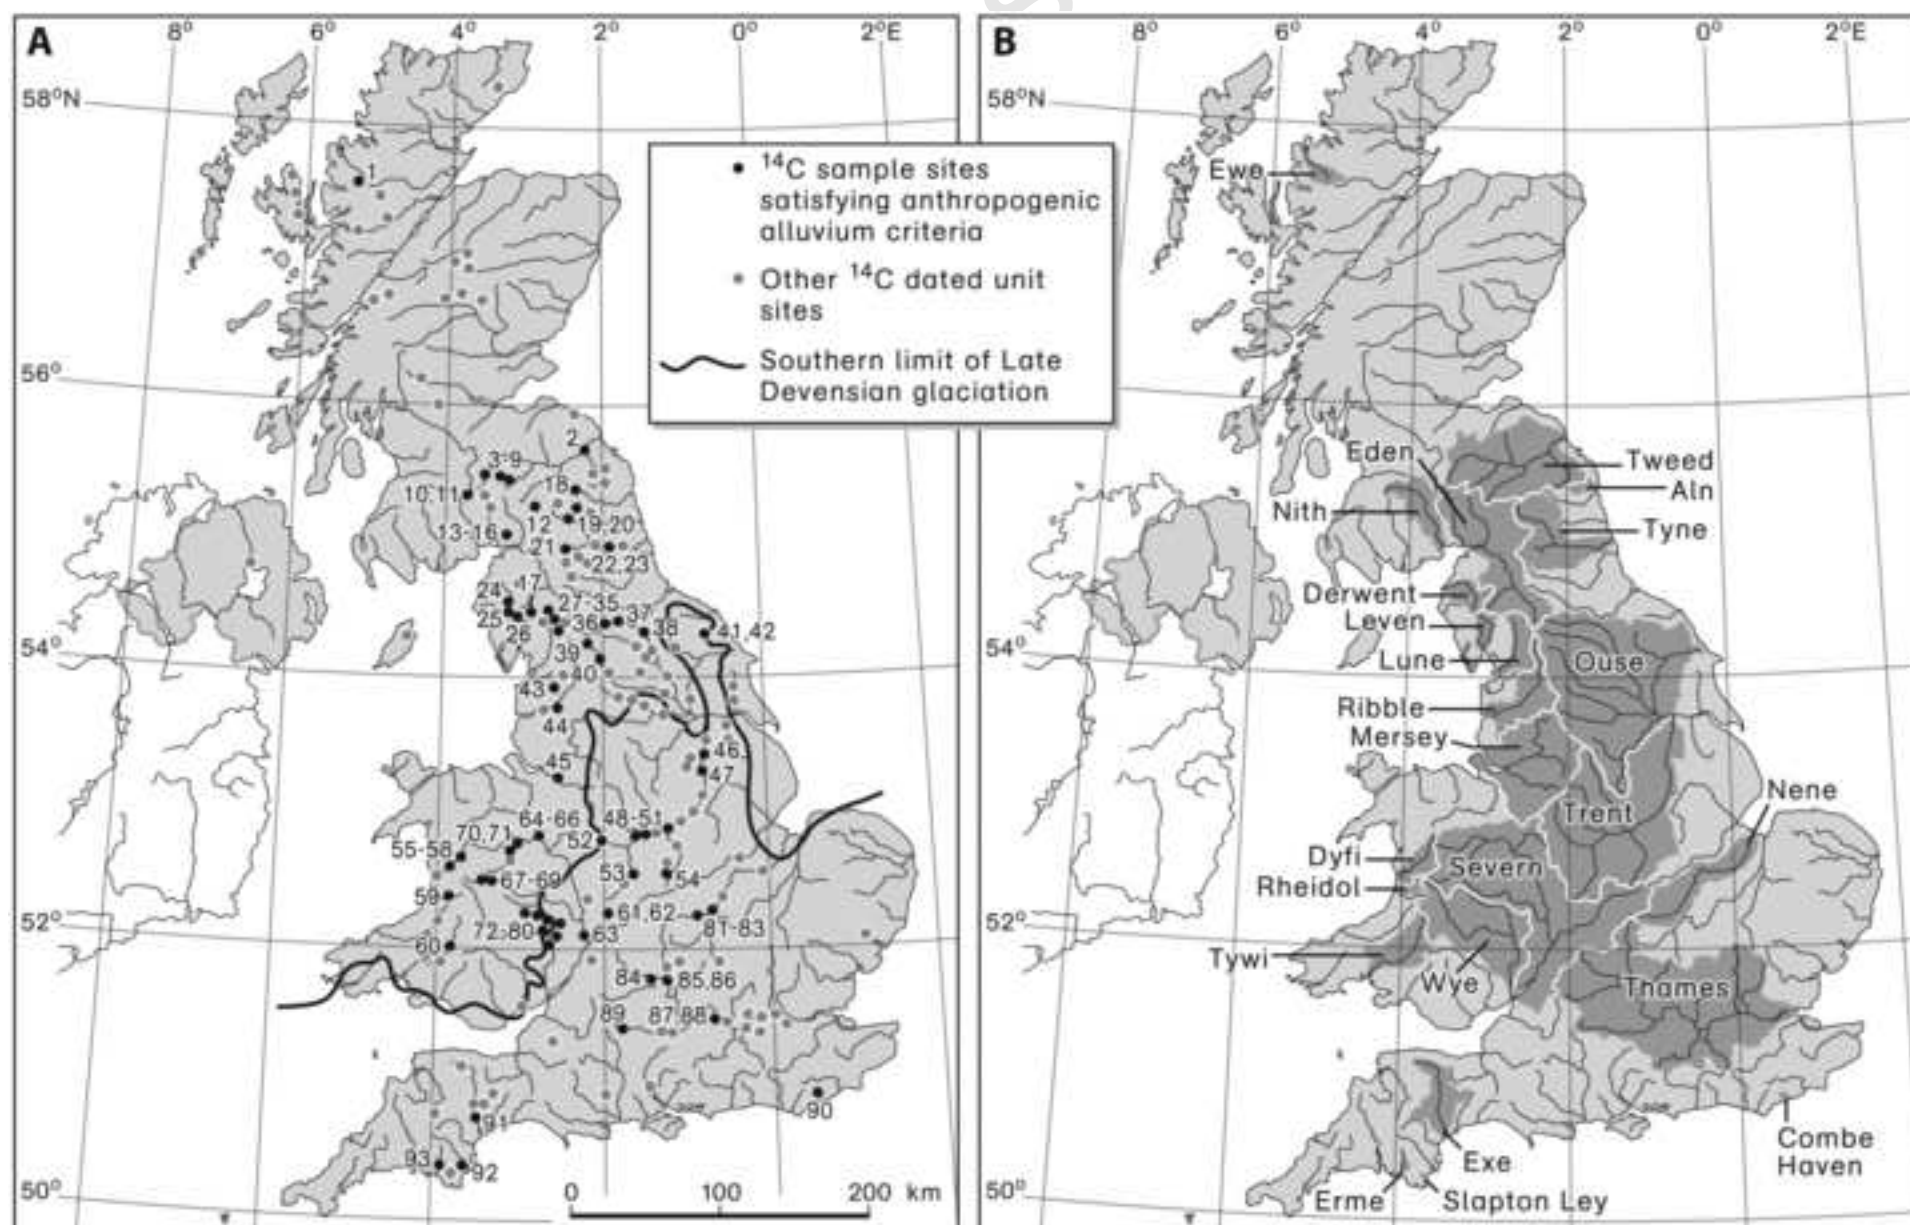 A
8° 6° 4° 2° 0° 2°E
58°N
56°
54°
52°
50°
¹⁴C sample sites
satisfying anthropogenic
alluvium criteria
Other ¹⁴C dated unit
sites
Southern limit of Late
Devensian glaciation
1
2
3-9
10,11
18
12
19,20
13-16
21
22,23
24
17
27-35
25
26
36
37
38
41,42
39
40
43
44
45
46
47
64-66
48-51
70,71
52
55-58
53
54
67-69
59
61,62
72-80
63
81-83
60
84
85,86
89
87,88
90
91
93
92
0 100 200 km
B
8° 6° 4° 2° 0° 2°E
58°N
54°
52°
50°
Ewe
Eden
Tweed
Aln
Nith
Tyne
Derwent
Leven
Lune
Ouse
Ribble
Mersey
Nene
Trent
Dyfi
Severn
Rheidol
Tywi
Wye
Thames
Combe
Haven
Exe
Erme
Slapton Ley